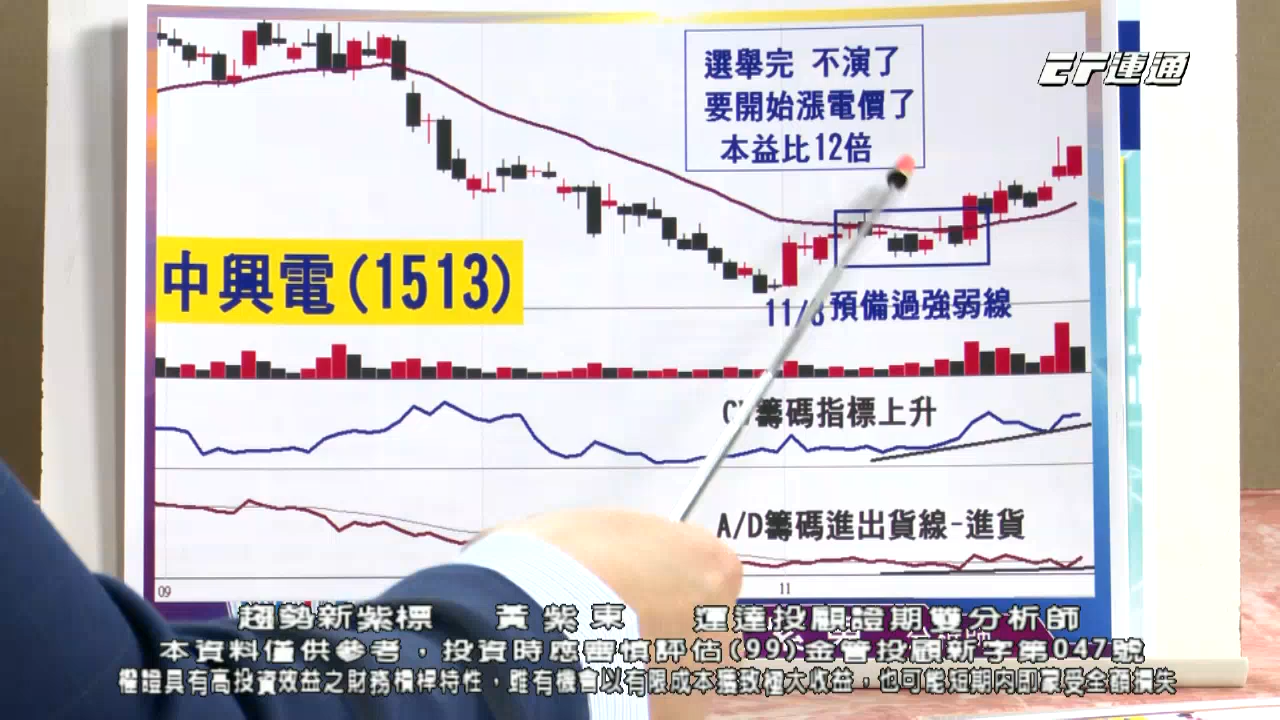 EF運通
選舉完 不演了
要開始漲電價了
本益比12倍
中興電(1513)
11/8預備過強弱線
CV籌碼指標上升
A/D籌碼進出貨線-進貨
09
11
趨勢新紫標 黃紫東 運達投顧證期雙分析師
本資料僅供參考，投資時應審慎評估(99)金管投顧新字第047號
權證具有高投資效益之財務槓桿特性，雖有機會以有限成本獲致極大收益，也可能短期內即蒙受全額損失